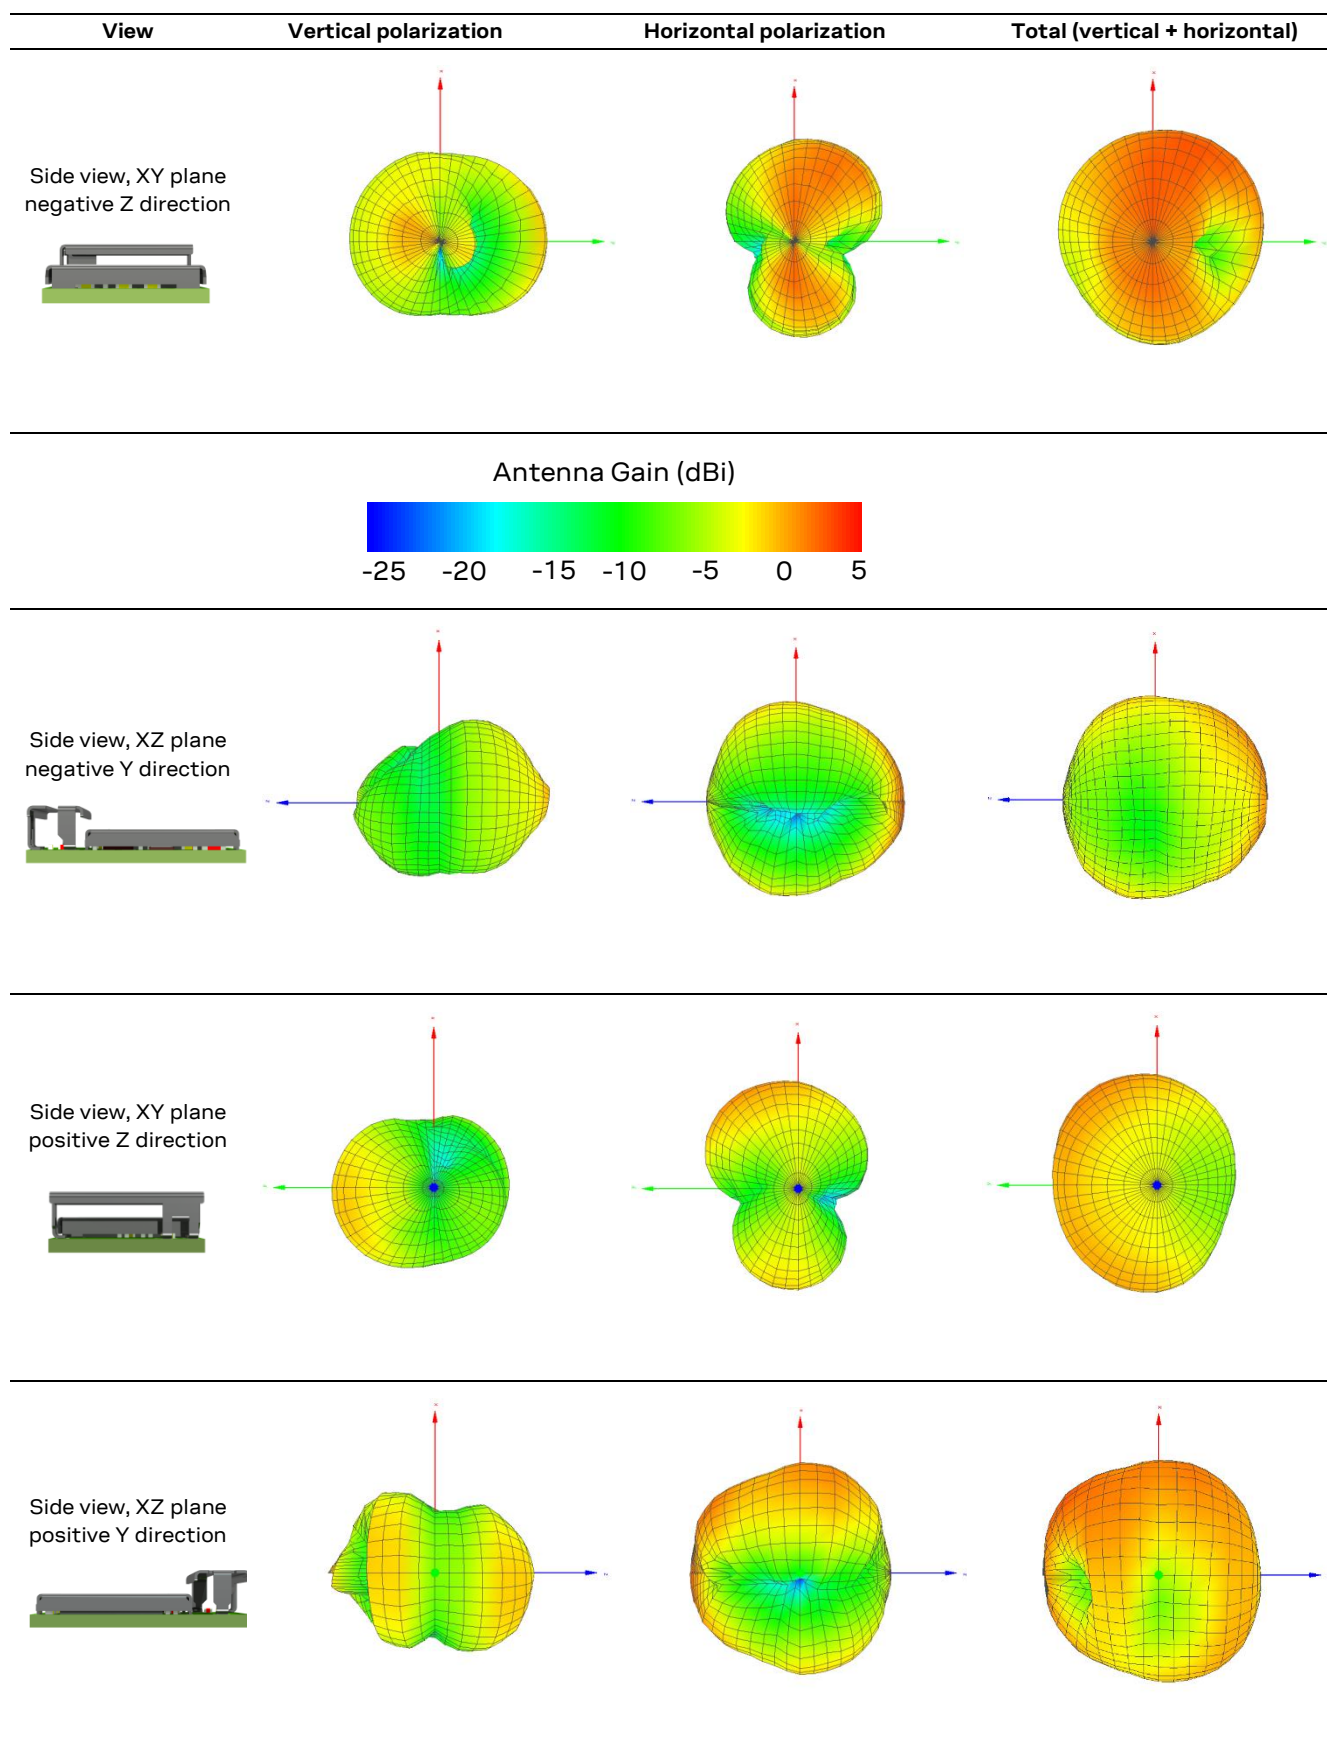 View Vertical polarization Horizontal polarization Total (vertical + horizontal)
Side view, XY plane
negative Z direction
Antenna Gain (dBi)
-25 -20 -15 -10 -5 0 5
Side view, XZ plane
negative Y direction
Side view, XY plane
positive Z direction
Side view, XZ plane
positive Y direction